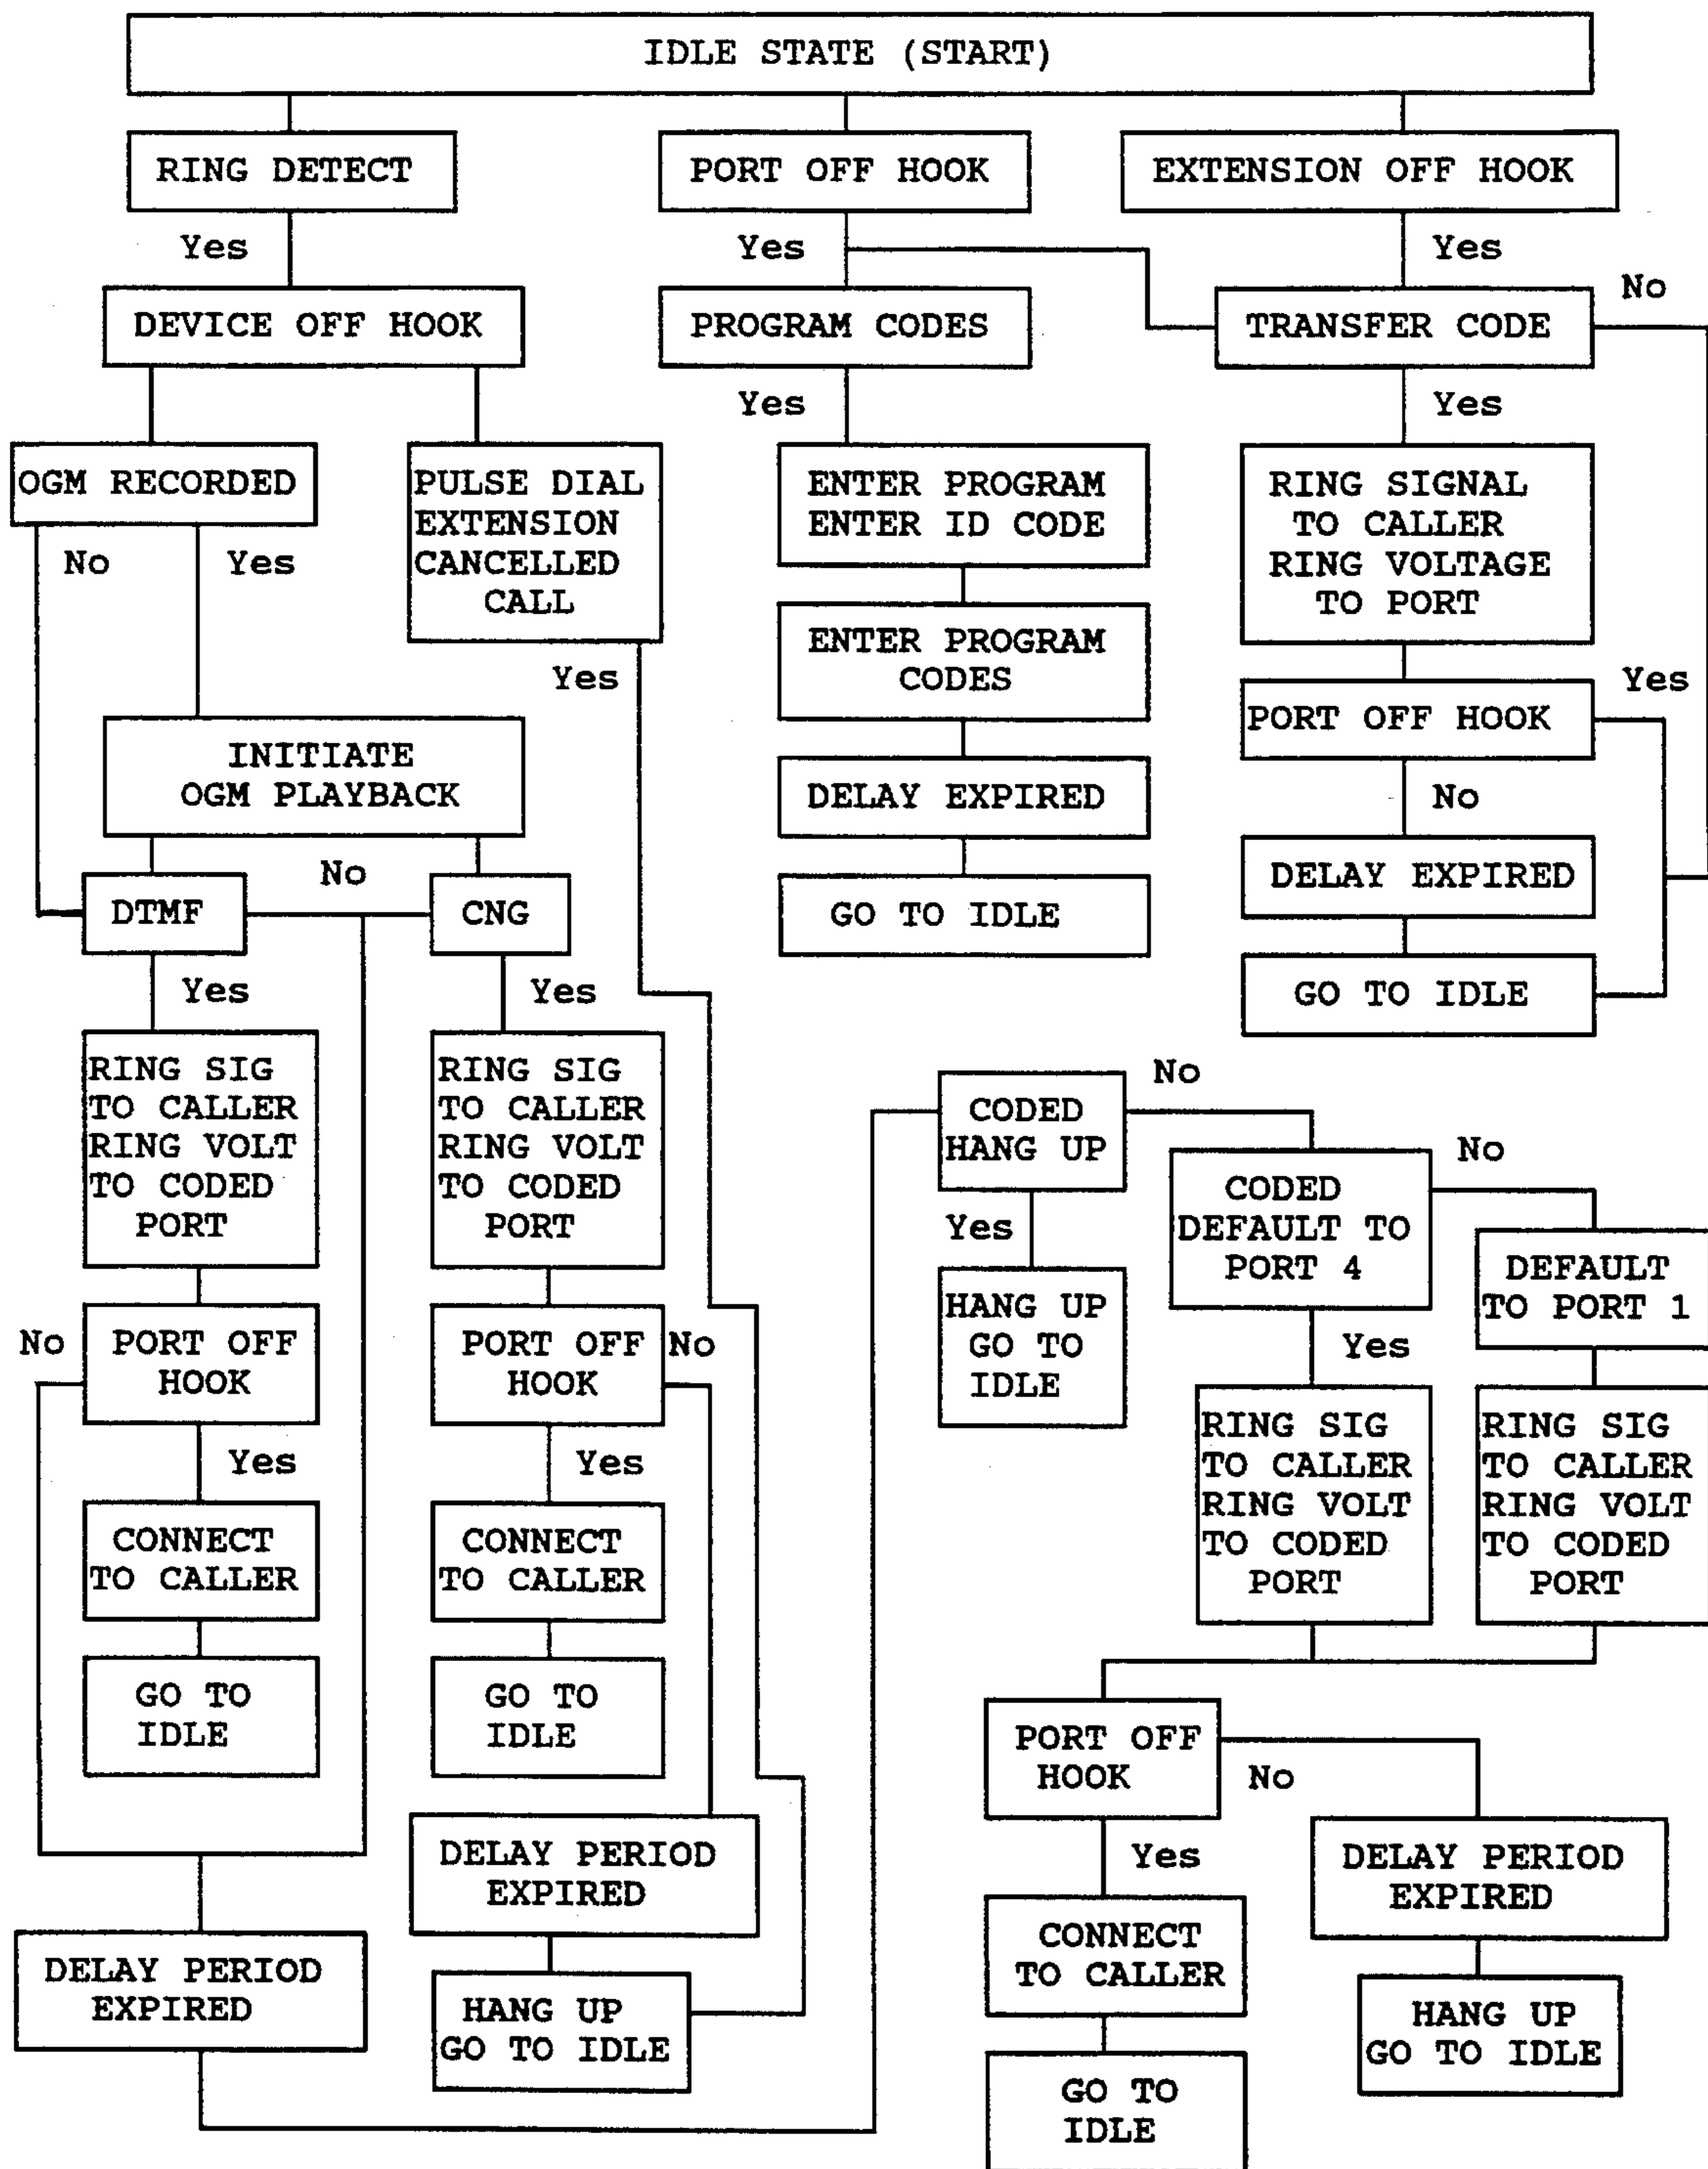 IDLE STATE (START)
RING DETECT
PORT OFF HOOK
EXTENSION OFF HOOK
Yes
Yes
Yes
No
DEVICE OFF HOOK
PROGRAM CODES
TRANSFER CODE
Yes
Yes
OGM RECORDED
No
Yes
PULSE DIAL
EXTENSION
CANCELLED
CALL
Yes
ENTER PROGRAM
ENTER ID CODE
RING SIGNAL
TO CALLER
RING VOLTAGE
TO PORT
ENTER PROGRAM
CODES
Yes
PORT OFF HOOK
INITIATE
OGM PLAYBACK
DELAY EXPIRED
No
No
DELAY EXPIRED
DTMF
CNG
GO TO IDLE
Yes
Yes
GO TO IDLE
RING SIG
TO CALLER
RING VOLT
TO CODED
PORT
RING SIG
TO CALLER
RING VOLT
TO CODED
PORT
No
PORT OFF
HOOK
PORT OFF
HOOK
No
Yes
Yes
CONNECT
TO CALLER
CONNECT
TO CALLER
GO TO
IDLE
GO TO
IDLE
DELAY PERIOD
EXPIRED
DELAY PERIOD
EXPIRED
HANG UP
GO TO IDLE
CODED
HANG UP
No
Yes
HANG UP
GO TO
IDLE
CODED
DEFAULT TO
PORT 4
No
Yes
DEFAULT
TO PORT 1
RING SIG
TO CALLER
RING VOLT
TO CODED
PORT
RING SIG
TO CALLER
RING VOLT
TO CODED
PORT
PORT OFF
HOOK
No
Yes
DELAY PERIOD
EXPIRED
CONNECT
TO CALLER
HANG UP
GO TO IDLE
GO TO
IDLE